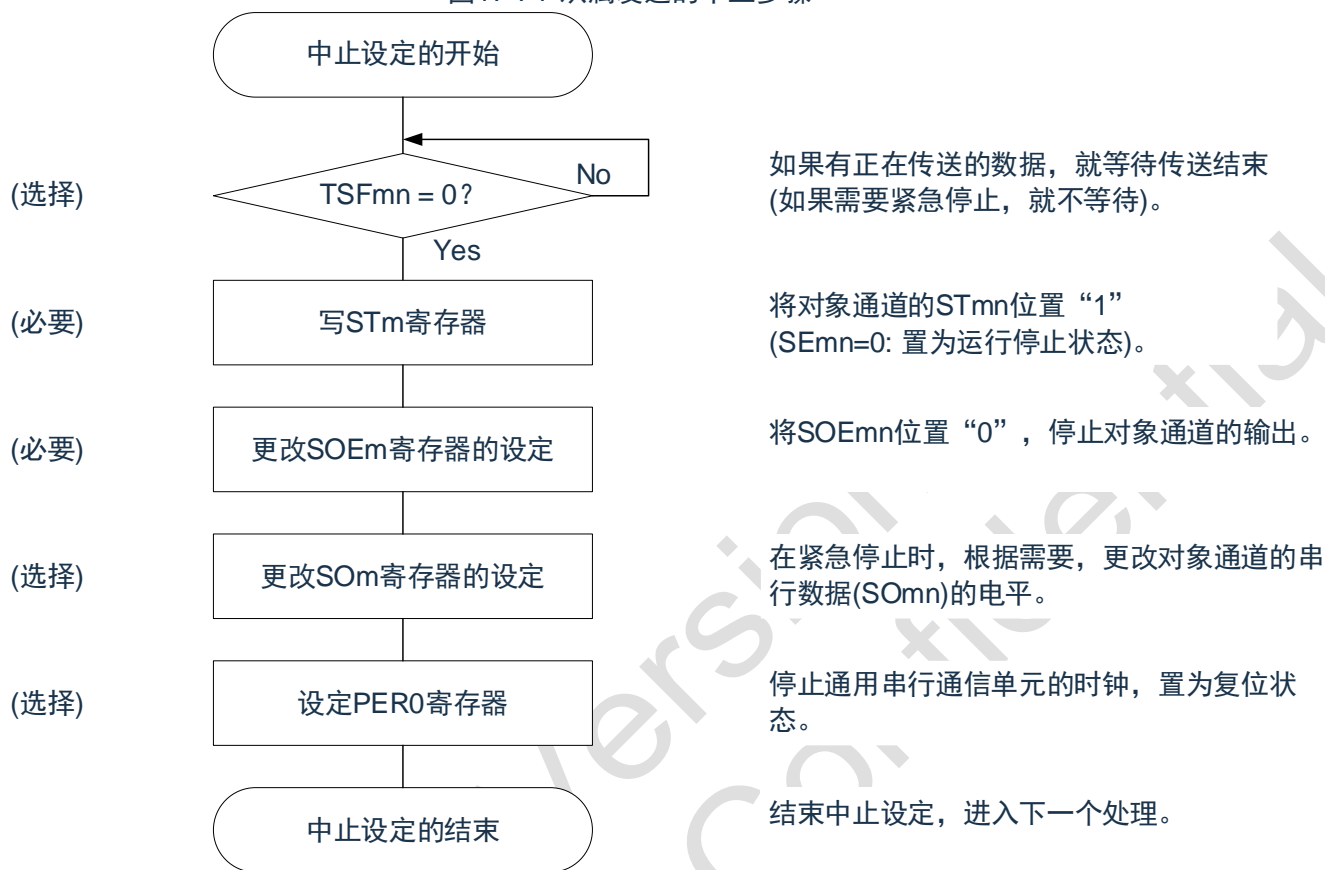 中止设定的开始
(选择)
TSFmn = 0?
No
Yes
如果有正在传送的数据，就等待传送结束
(如果需要紧急停止，就不等待)。
(必要)
写STm寄存器
将对象通道的STmn位置“1”
(SEmn=0: 置为运行停止状态)。
(必要)
更改SOEm寄存器的设定
将SOEmn位置“0”，停止对象通道的输出。
(选择)
更改SOm寄存器的设定
在紧急停止时，根据需要，更改对象通道的串
行数据(SOmn)的电平。
(选择)
设定PER0寄存器
停止通用串行通信单元的时钟，置为复位状
态。
中止设定的结束
结束中止设定，进入下一个处理。